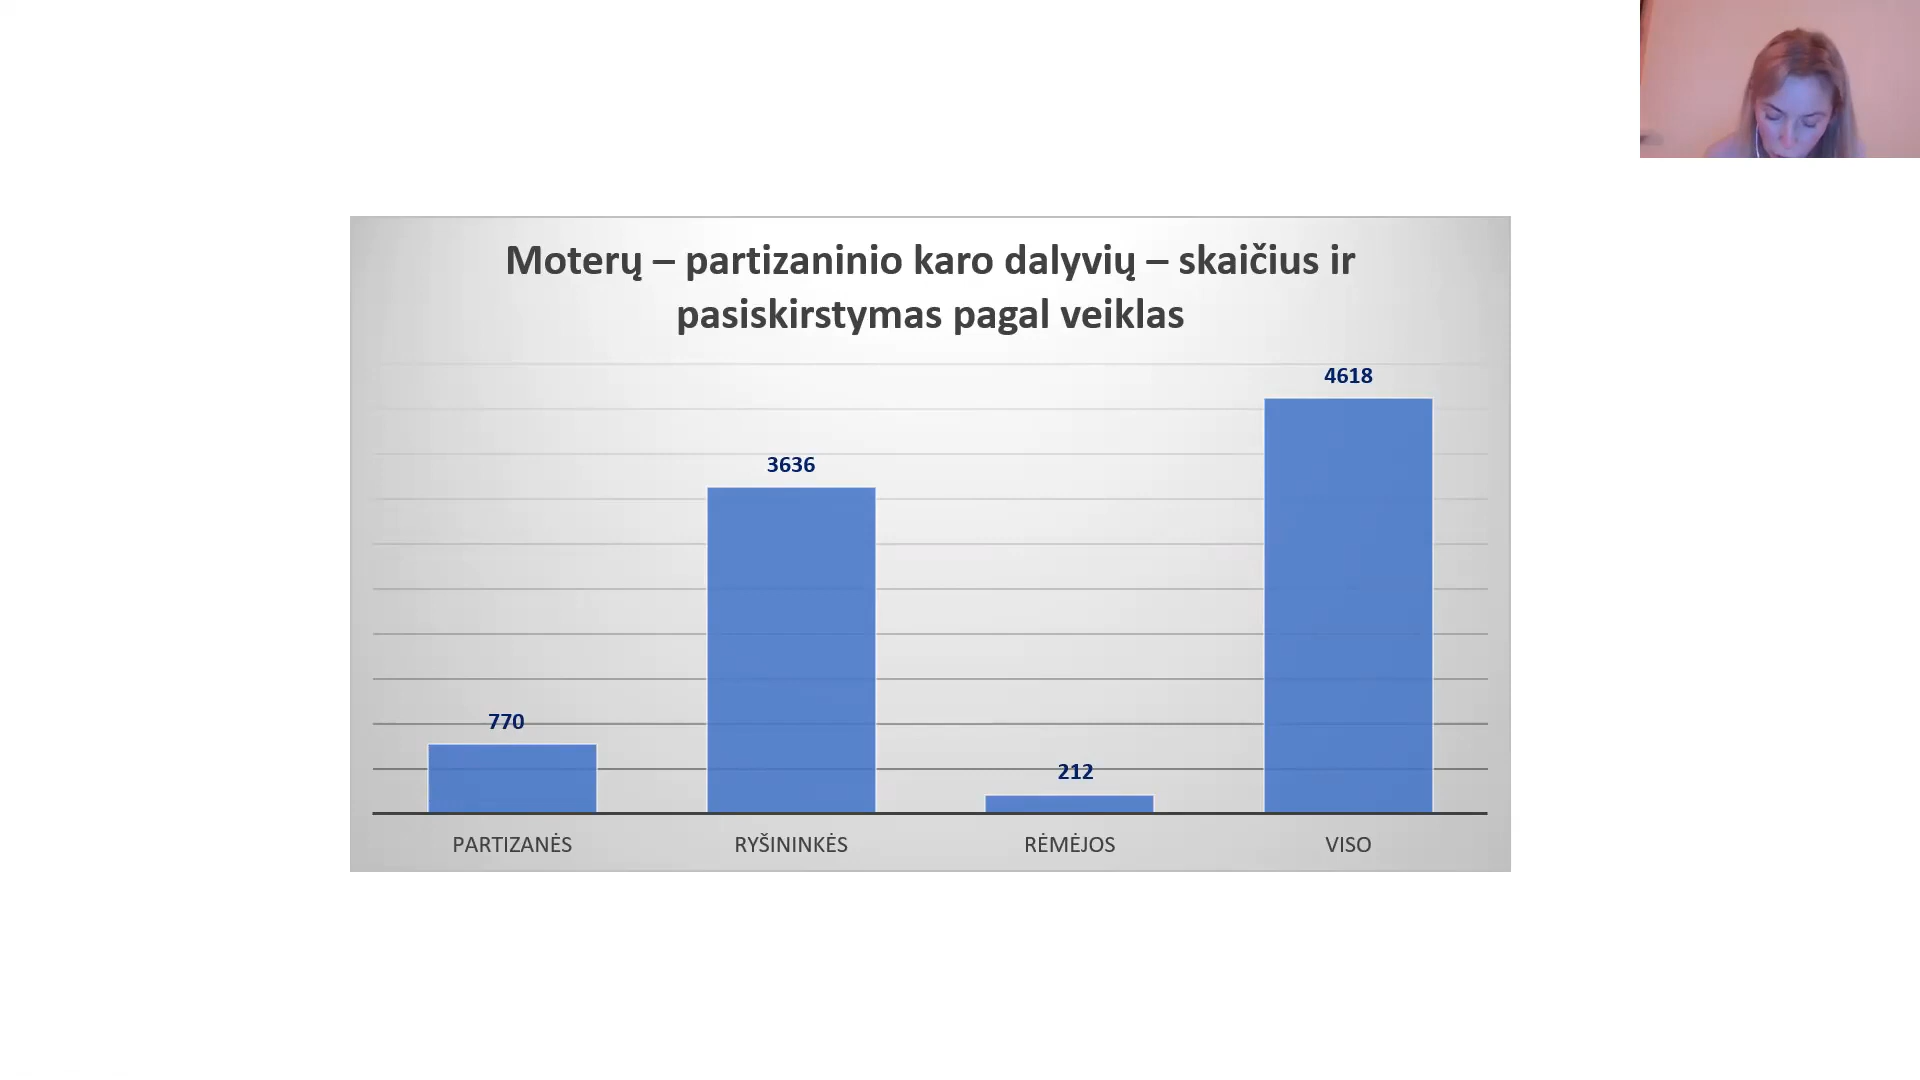 Moterų – partizaninio karo dalyvių – skaičius ir
pasiskirstymas pagal veiklas
4618
3636
770
212
PARTIZANĖS RYŠININKĖS RĖMĖJOS VISO